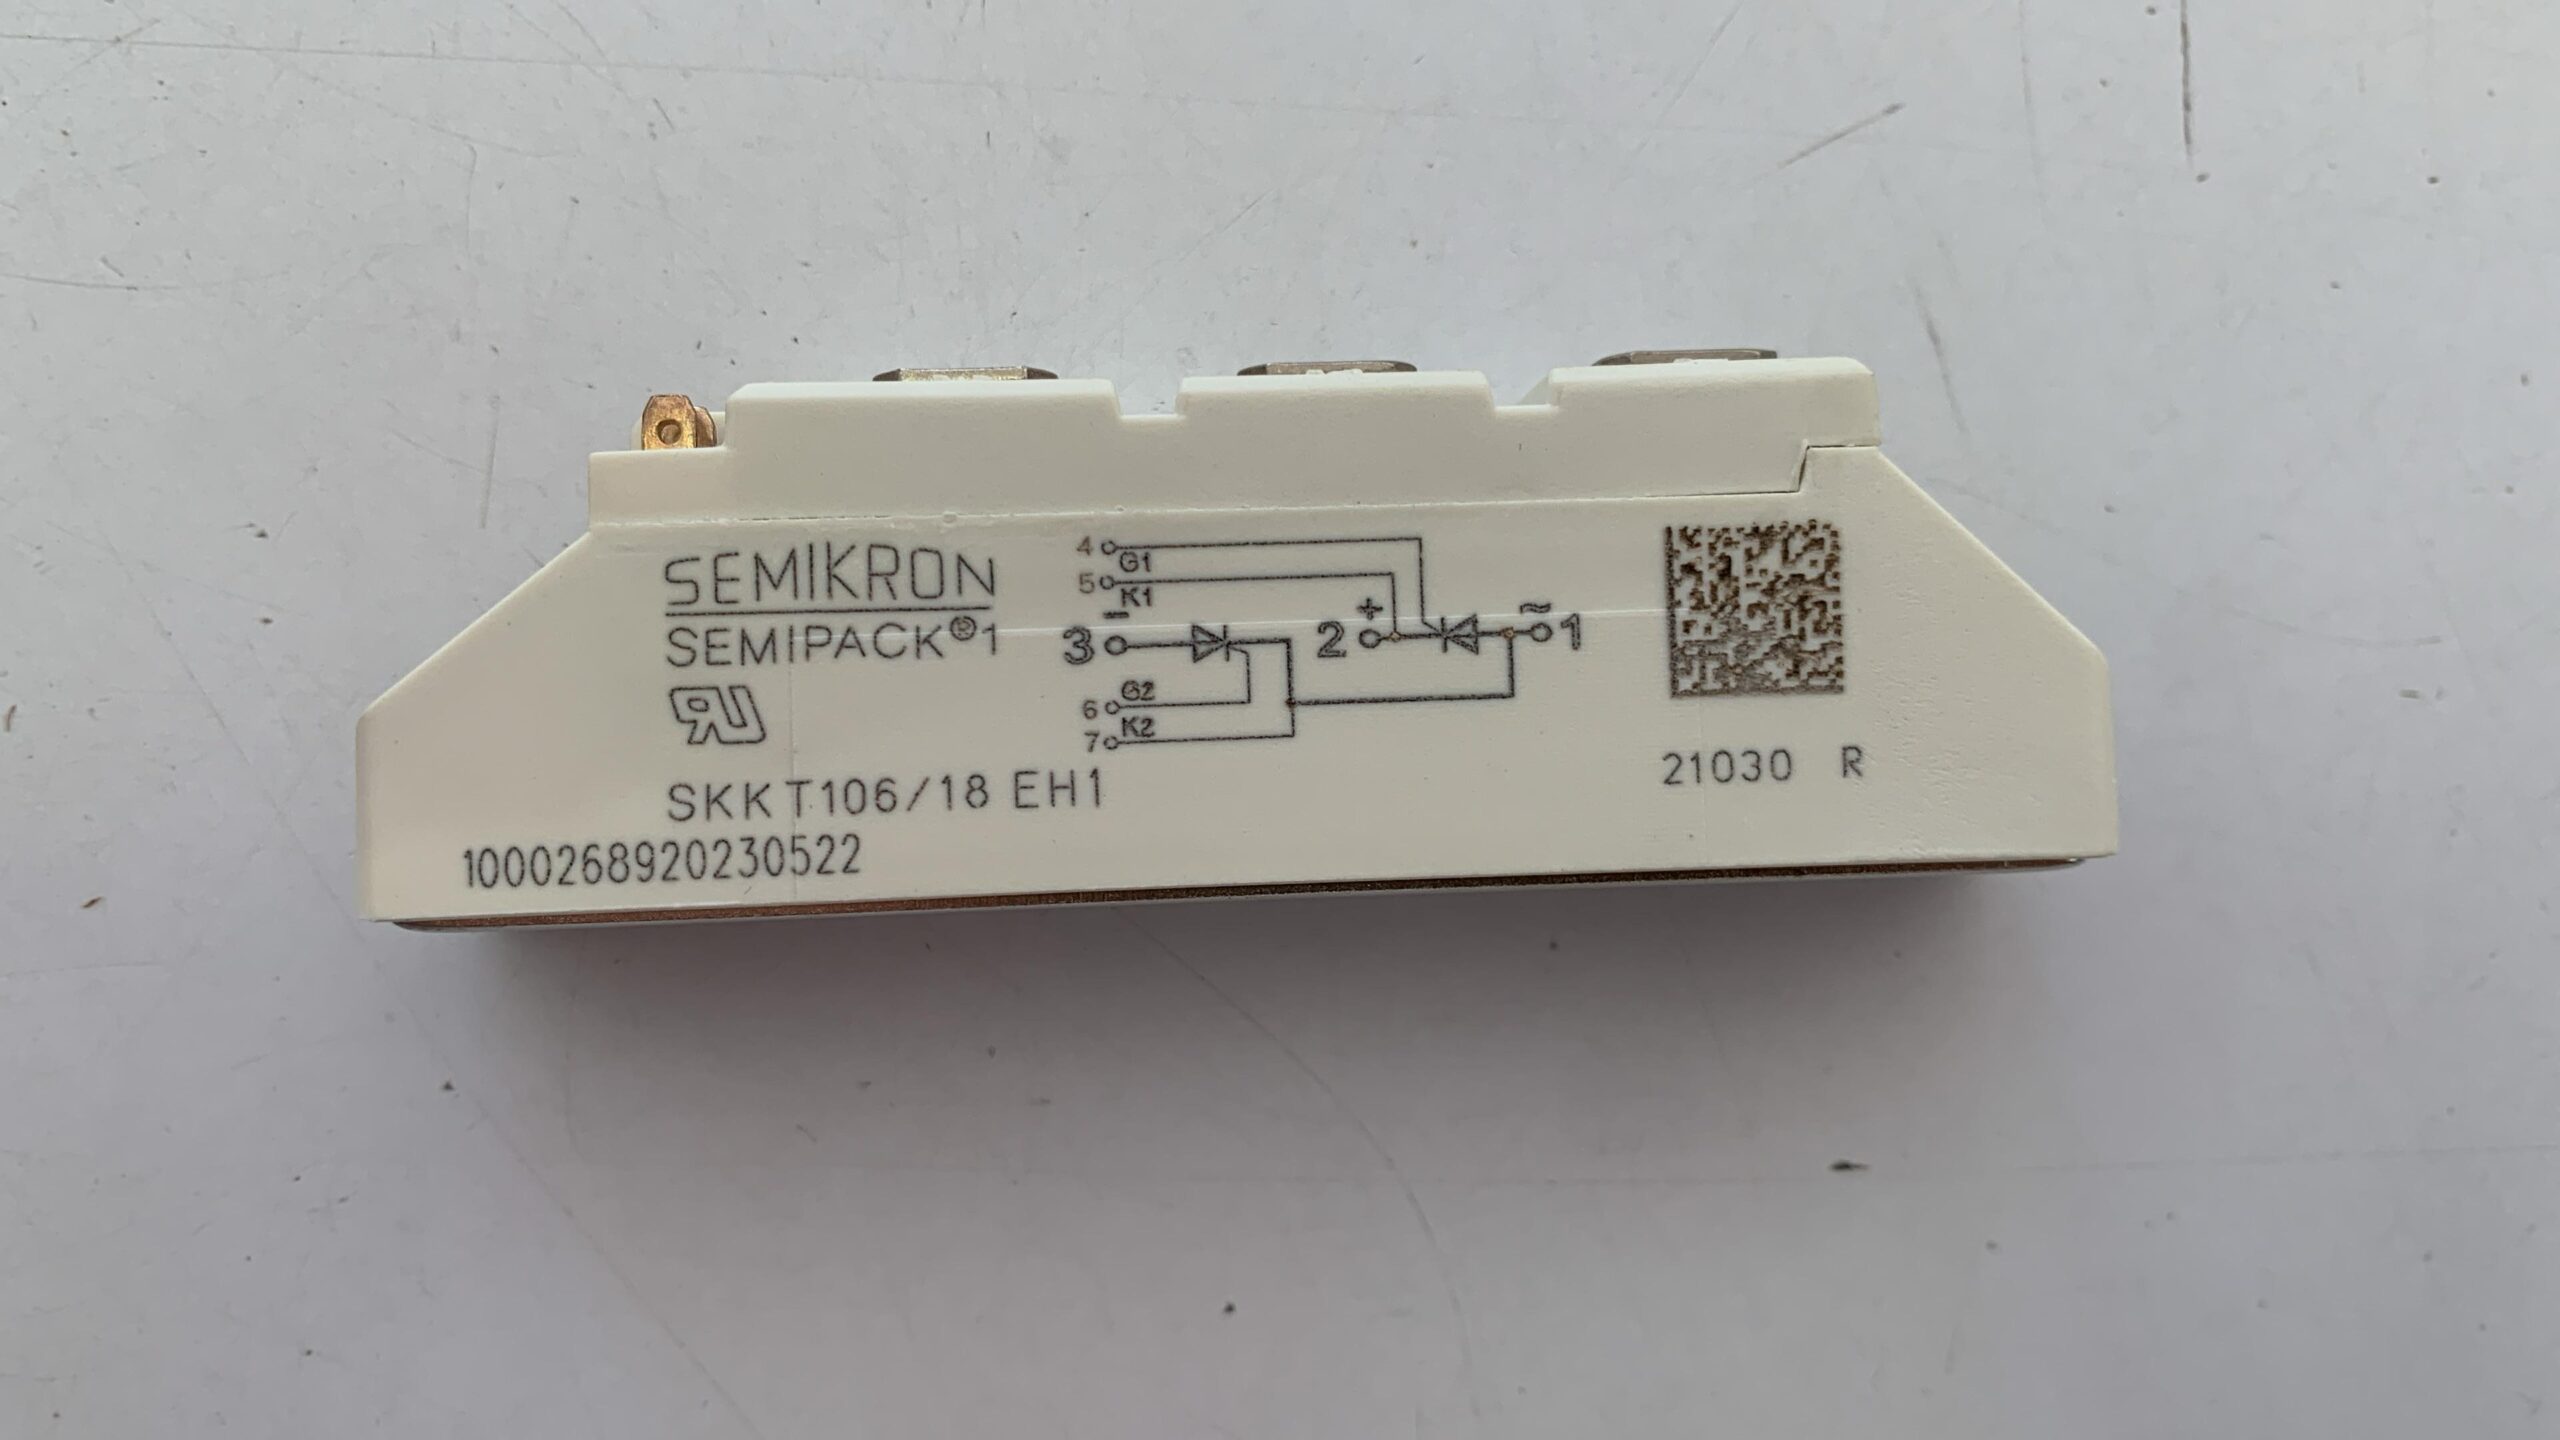 SEMIKRON
SEMIPACK®1
SKKT106/18 EH1
1000268920230522
4 G1
5 K1
3 -
2 +
≂ 1
6 G2
7 K2
21030 R